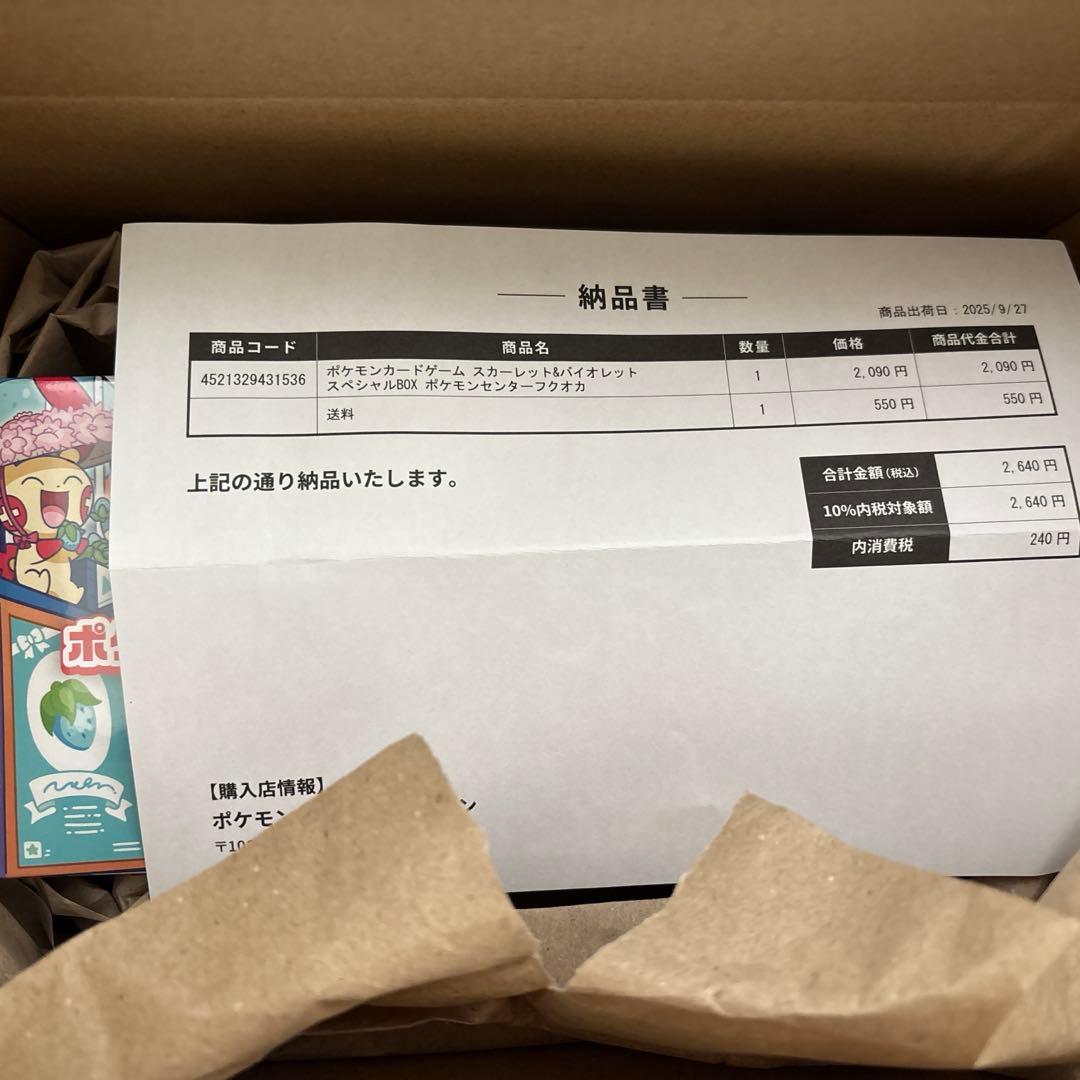 納品書
商品出荷日：2025/9/27
商品コード 商品名 数量 価格 商品代金合計
4521329431536 ポケモンカードゲーム スカーレット&バイオレット 1 2,090 円 2,090 円
スペシャルBOX ポケモンセンターフクオカ
送料 1 550 円 550 円
上記の通り納品いたします。
合計金額(税込) 2,640 円
10%内税対象額 2,640 円
内消費税 240 円
ポ
【購入店情報】
ポケモン
〒10